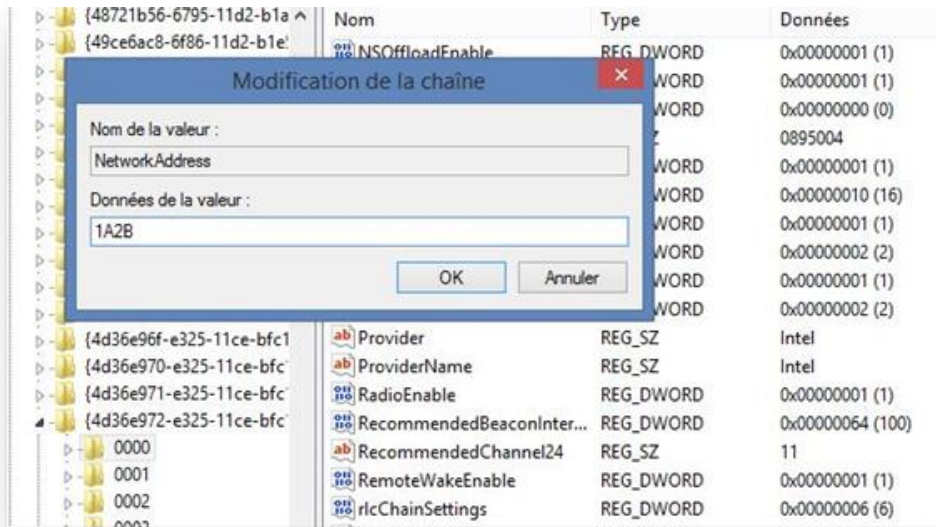 {48721b56-6795-11d2-b1a
{49ce6ac8-6f86-11d2-b1e
Nom Type Données
NSOffloadEnable REG_DWORD 0x00000001 (1)
WORD 0x00000001 (1)
WORD 0x00000000 (0)
0895004
WORD 0x00000001 (1)
WORD 0x00000010 (16)
WORD 0x00000001 (1)
WORD 0x00000002 (2)
WORD 0x00000001 (1)
WORD 0x00000002 (2)
Modification de la chaîne
Nom de la valeur :
NetworkAddress
Données de la valeur :
1A2B
OK Annuler
{4d36e96f-e325-11ce-bfc1
{4d36e970-e325-11ce-bfc
{4d36e971-e325-11ce-bfc
{4d36e972-e325-11ce-bfc
0000
0001
0002
0003
Provider REG_SZ Intel
ProviderName REG_SZ Intel
RadioEnable REG_DWORD 0x00000001 (1)
RecommendedBeaconInter... REG_DWORD 0x00000064 (100)
RecommendedChannel24 REG_SZ 11
RemoteWakeEnable REG_DWORD 0x00000001 (1)
rlcChainSettings REG_DWORD 0x00000006 (6)